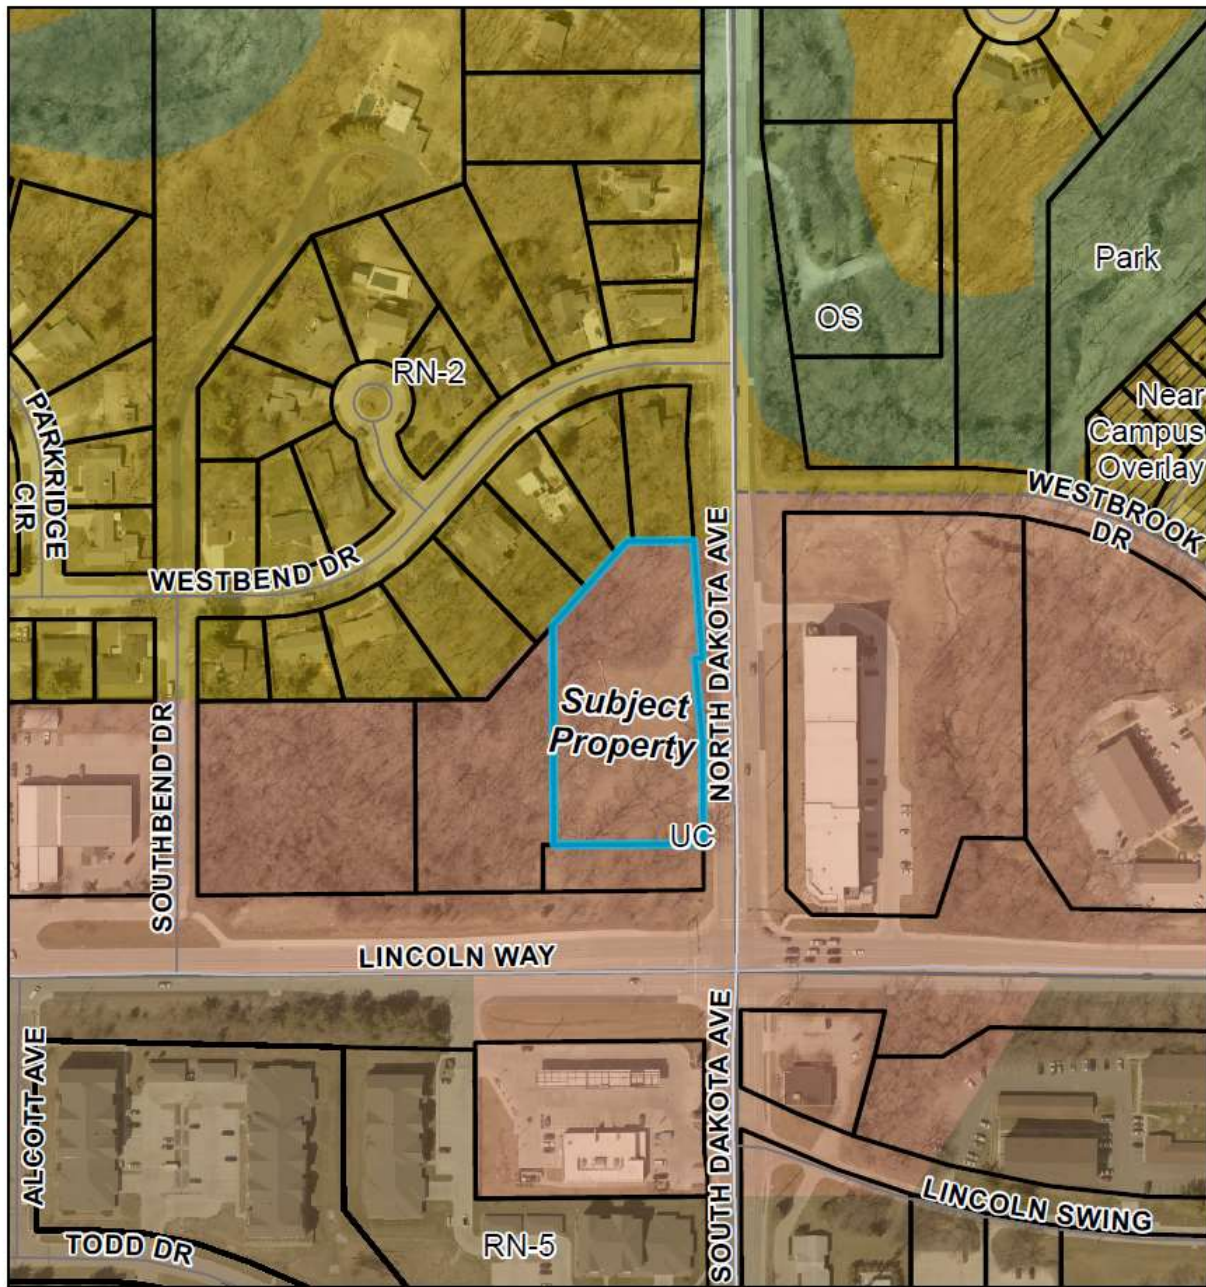 Park
OS
RN-2
Near
Campus
Overlay
PARKRIDGE
CIR
WESTBROOK
DR
WESTBEND DR
NORTH DAKOTA AVE
Subject
Property
SOUTHBEND DR
UC
LINCOLN WAY
ALCOTT AVE
SOUTH DAKOTA AVE
LINCOLN SWING
TODD DR
RN-5